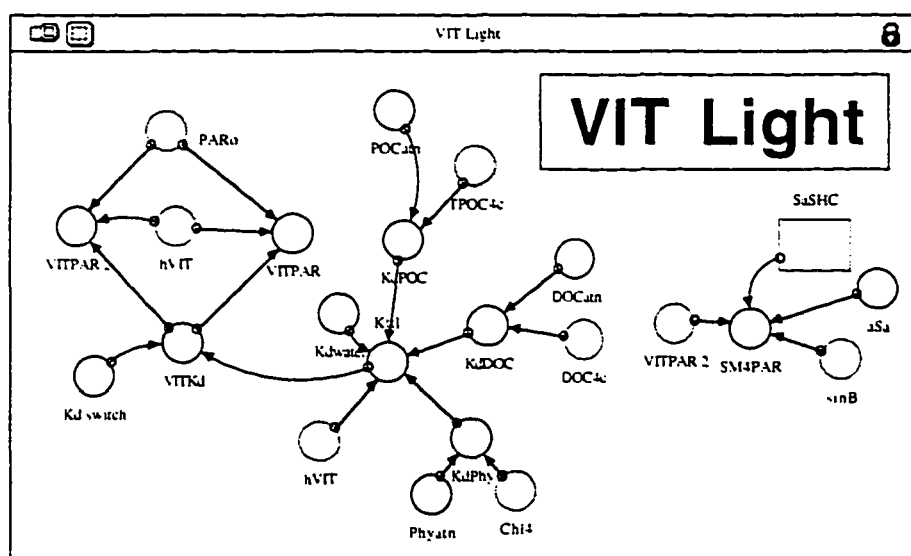 VIT Light
VIT Light
PARo
POCatn
TPOC4c
SaSHC
VITPAR 2
hVIT
VITPAR
KdPOC
DOCatn
Kdwater
Kd1
aSa
KdDOC
DOC4c
VITPAR 2
SM4PAR
VITKd
Kd switch
sinB
hVIT
KdPhy
Phyatn
Chl4